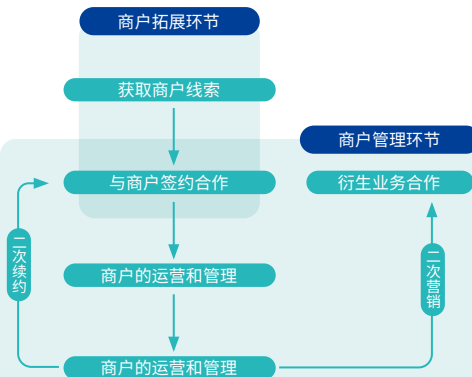 商户拓展环节
获取商户线索
商户管理环节
与商户签约合作
衍生业务合作
二次续约
二次营销
商户的运营和管理
商户的运营和管理